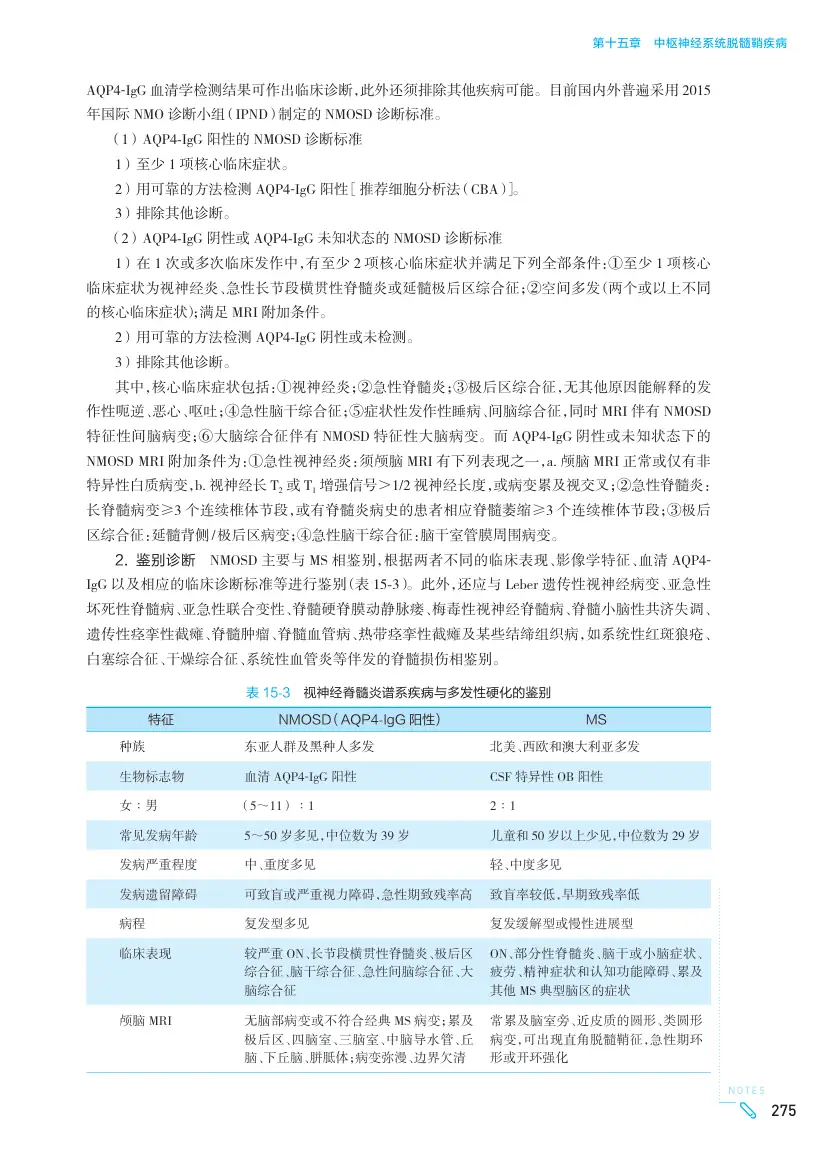 第十五章 中枢神经系统脱髓鞘疾病
AQP4-IgG 血清学检测结果可作出临床诊断,此外还须排除其他疾病可能。目前国内外普遍采用 2015
年国际 NMO 诊断小组(IPND)制定的 NMOSD 诊断标准。
(1)AQP4-IgG 阳性的 NMOSD 诊断标准
1)至少 1 项核心临床症状。
2)用可靠的方法检测 AQP4-IgG 阳性[ 推荐细胞分析法(CBA)]。
3)排除其他诊断。
(2)AQP4-IgG 阴性或 AQP4-IgG 未知状态的 NMOSD 诊断标准
1)在 1 次或多次临床发作中,有至少 2 项核心临床症状并满足下列全部条件:①至少 1 项核心
临床症状为视神经炎、急性长节段横贯性脊髓炎或延髓极后区综合征;②空间多发(两个或以上不同
的核心临床症状);满足 MRI 附加条件。
2)用可靠的方法检测 AQP4-IgG 阴性或未检测。
3)排除其他诊断。
其中,核心临床症状包括:①视神经炎;②急性脊髓炎;③极后区综合征,无其他原因能解释的发
作性呃逆、恶心、呕吐;④急性脑干综合征;⑤症状性发作性睡病、间脑综合征,同时 MRI 伴有 NMOSD
特征性间脑病变;⑥大脑综合征伴有 NMOSD 特征性大脑病变。而 AQP4-IgG 阴性或未知状态下的
NMOSD MRI 附加条件为:①急性视神经炎:须颅脑 MRI 有下列表现之一,a. 颅脑 MRI 正常或仅有非
特异性白质病变,b. 视神经长 T₂ 或 T₁ 增强信号>1/2 视神经长度,或病变累及视交叉;②急性脊髓炎:
长脊髓病变≥3 个连续椎体节段,或有脊髓炎病史的患者相应脊髓萎缩≥3 个连续椎体节段;③极后
区综合征:延髓背侧/极后区病变;④急性脑干综合征:脑干室管膜周围病变。
2. 鉴别诊断 NMOSD 主要与 MS 相鉴别,根据两者不同的临床表现、影像学特征、血清 AQP4-
IgG 以及相应的临床诊断标准等进行鉴别(表 15-3)。此外,还应与 Leber 遗传性视神经病变、亚急性
坏死性脊髓病、亚急性联合变性、脊髓硬脊膜动静脉瘘、梅毒性视神经脊髓病、脊髓小脑性共济失调、
遗传性痉挛性截瘫、脊髓肿瘤、脊髓血管病、热带痉挛性截瘫及某些结缔组织病,如系统性红斑狼疮、
白塞综合征、干燥综合征、系统性血管炎等伴发的脊髓损伤相鉴别。
表 15-3 视神经脊髓炎谱系疾病与多发性硬化的鉴别
特征 NMOSD(AQP4-IgG 阳性) MS
种族 东亚人群及黑种人多发 北美、西欧和澳大利亚多发
生物标志物 血清 AQP4-IgG 阳性 CSF 特异性 OB 阳性
女:男 (5~11):1 2:1
常见发病年龄 5~50 岁多见,中位数为 39 岁 儿童和 50 岁以上少见,中位数为 29 岁
发病严重程度 中、重度多见 轻、中度多见
发病遗留障碍 可致盲或严重视力障碍,急性期致残率高 致盲率较低,早期致残率低
病程 复发型多见 复发缓解型或慢性进展型
临床表现 较严重 ON、长节段横贯性脊髓炎、极后区 ON、部分性脊髓炎、脑干或小脑症状、
综合征、脑干综合征、急性间脑综合征、大 疲劳、精神症状和认知功能障碍、累及
脑综合征 其他 MS 典型脑区的症状
颅脑 MRI 无脑部病变或不符合经典 MS 病变;累及 常累及脑室旁、近皮质的圆形、类圆形
极后区、四脑室、三脑室、中脑导水管、丘 病变,可出现直角脱髓鞘征,急性期环
脑、下丘脑、胼胝体;病变弥漫、边界欠清 形或开环强化
NOTES
275